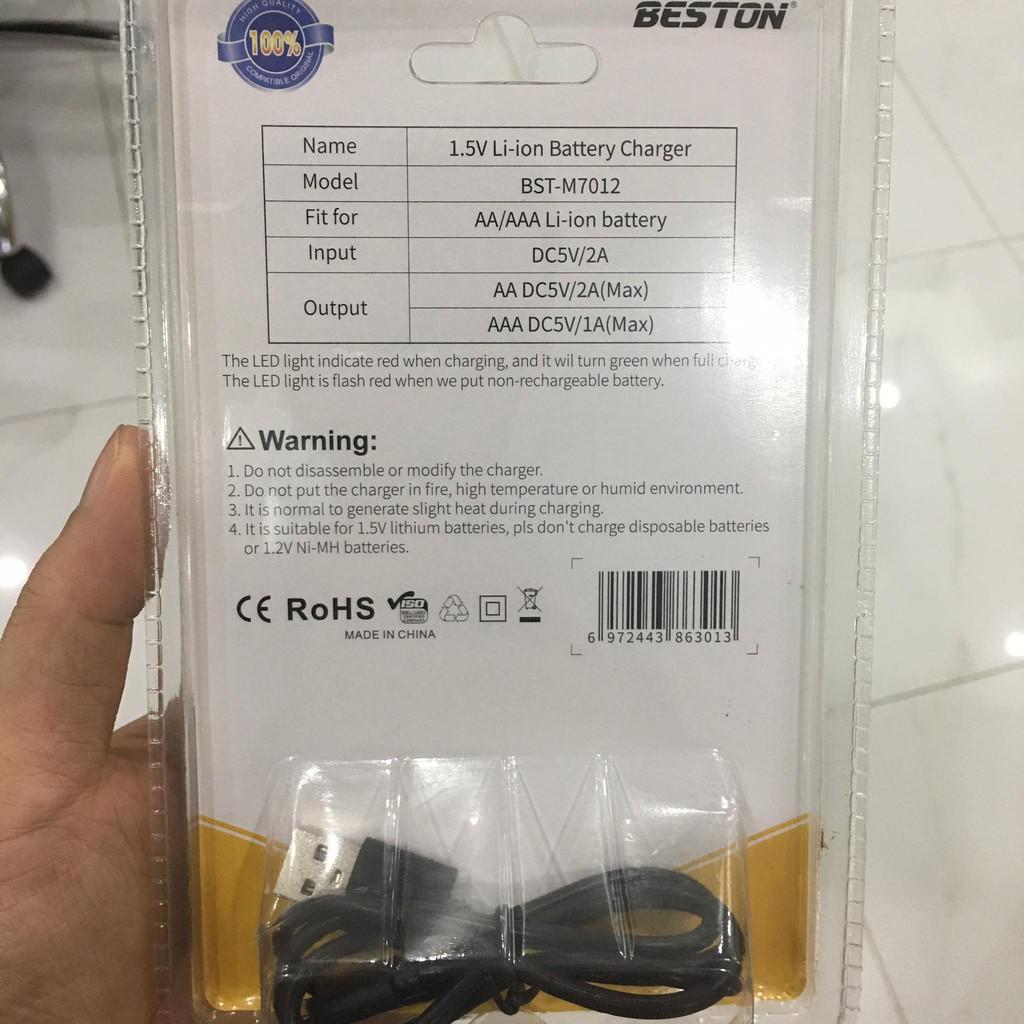 HIGH QUALITY
100%
COMPATIBLE ORIGINAL
BESTON®
Name 1.5V Li-ion Battery Charger
Model BST-M7012
Fit for AA/AAA Li-ion battery
Input DC5V/2A
Output AA DC5V/2A(Max)
AAA DC5V/1A(Max)
The LED light indicate red when charging, and it wil turn green when full
The LED light is flash red when we put non-rechargeable battery.
Warning:
1. Do not disassemble or modify the charger.
2. Do not put the charger in fire, high temperature or humid environment.
3. It is normal to generate slight heat during charging.
4. It is suitable for 1.5V lithium batteries, pls don't charge disposable batteries
or 1.2V Ni-MH batteries.
CE RoHS ISO
MADE IN CHINA
6 972443 863013